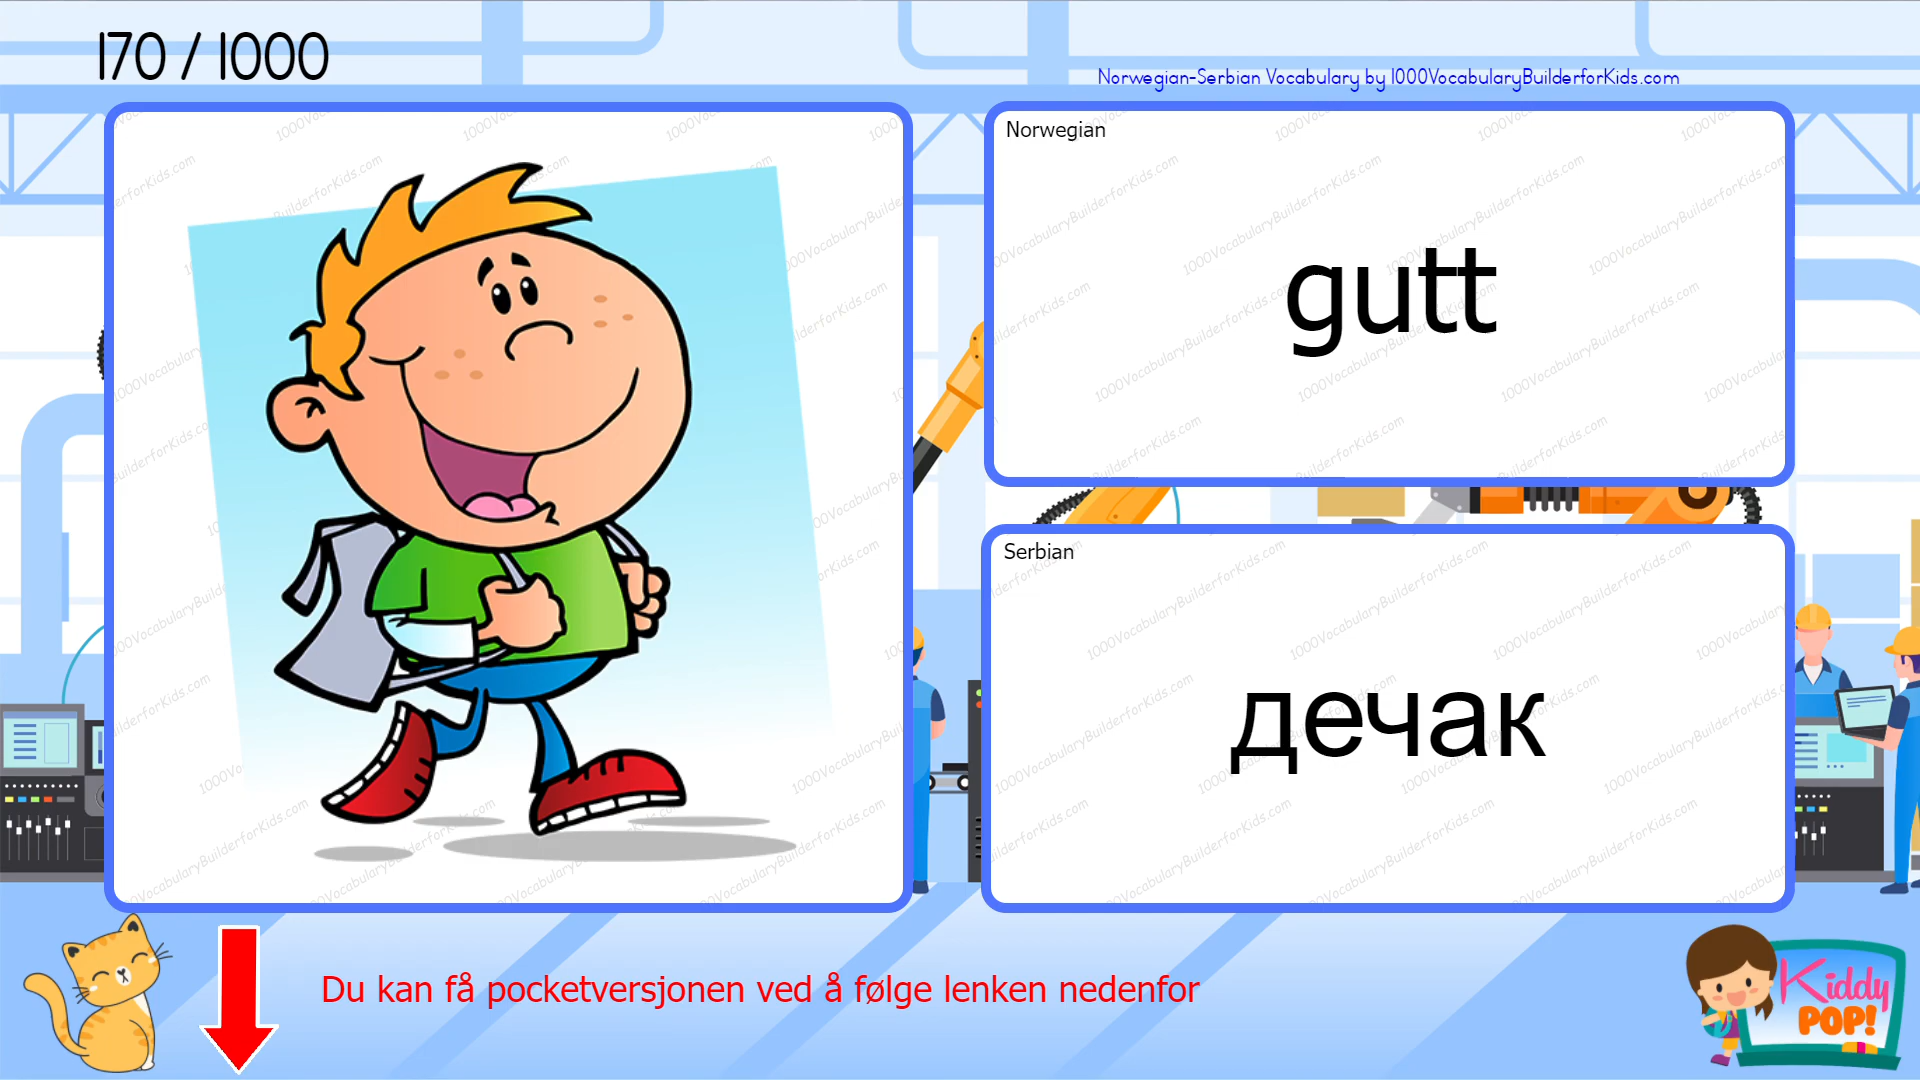 170 / 1000
Norwegian-Serbian Vocabulary by 1000VocabularyBuilderforKids.com
Norwegian
gutt
Serbian
дечак
Du kan få pocketversjonen ved å følge lenken nedenfor
Kiddy
POP!